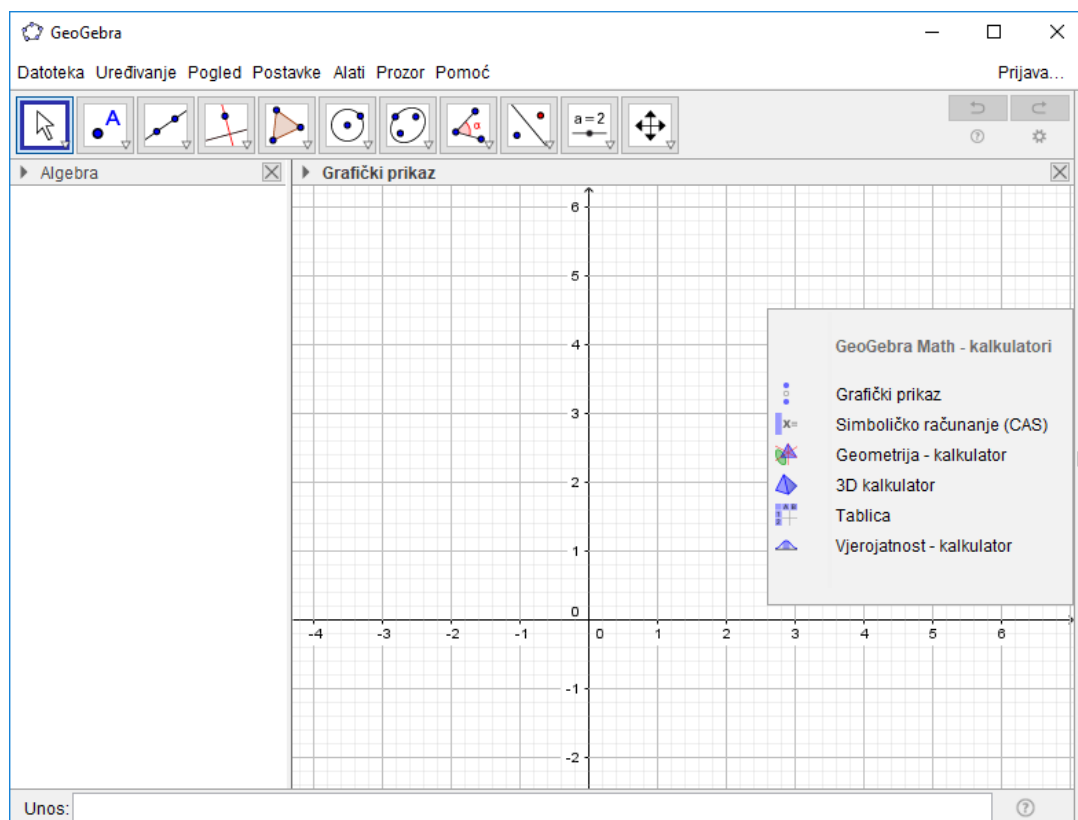 GeoGebra
Datoteka Uređivanje Pogled Postavke Alati Prozor Pomoć Prijava...
A α a=2
Algebra Grafički prikaz
6
5
4
GeoGebra Math - kalkulatori
Grafički prikaz
3
x= Simboličko računanje (CAS)
Geometrija - kalkulator
2
3D kalkulator
A B 1 2 Tablica
1
Vjerojatnost - kalkulator
0
-4 -3 -2 -1 0 1 2 3 4 5 6
-1
-2
Unos: